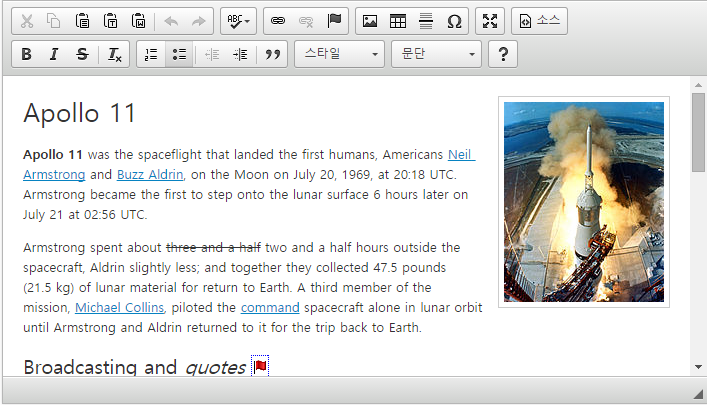 소스
B I S Tx
스타일 문단 ?
Apollo 11
Apollo 11 was the spaceflight that landed the first humans, Americans Neil
Armstrong and Buzz Aldrin, on the Moon on July 20, 1969, at 20:18 UTC.
Armstrong became the first to step onto the lunar surface 6 hours later on
July 21 at 02:56 UTC.
Armstrong spent about three and a half two and a half hours outside the
spacecraft, Aldrin slightly less; and together they collected 47.5 pounds
(21.5 kg) of lunar material for return to Earth. A third member of the
mission, Michael Collins, piloted the command spacecraft alone in lunar orbit
until Armstrong and Aldrin returned to it for the trip back to Earth.
Broadcasting and quotes